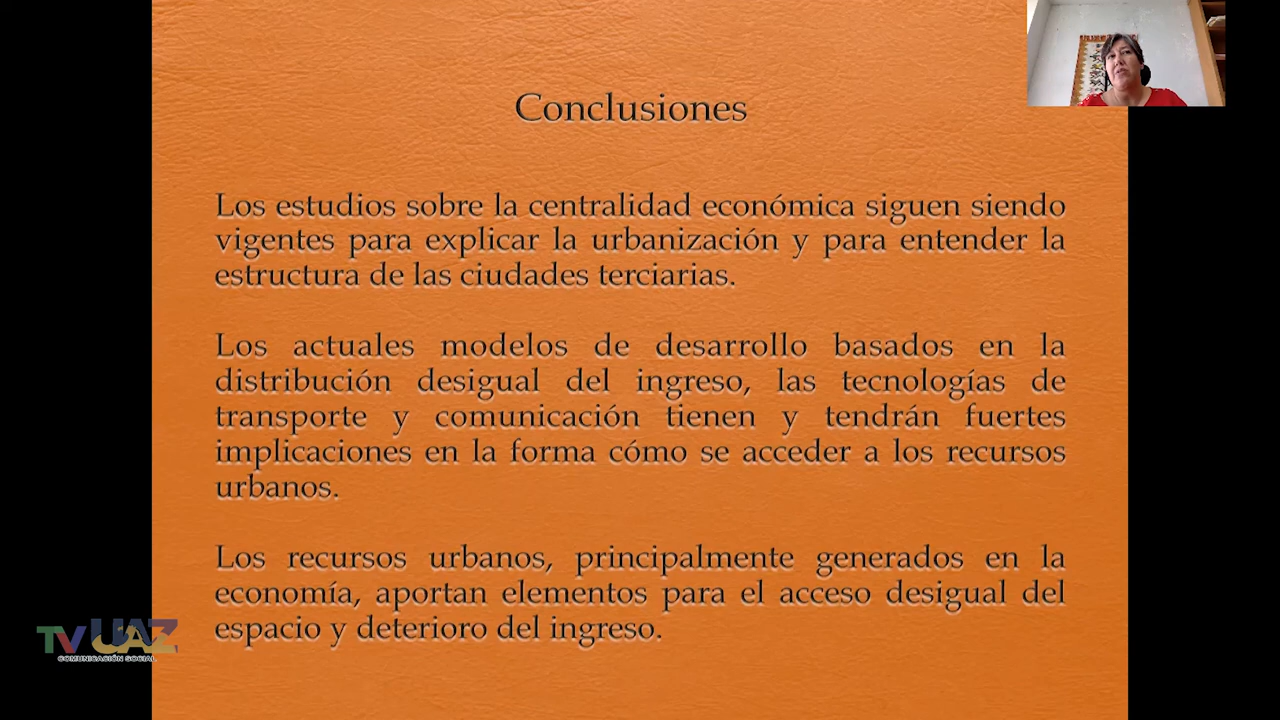 Conclusiones
Los estudios sobre la centralidad económica siguen siendo
vigentes para explicar la urbanización y para entender la
estructura de las ciudades terciarias.
Los actuales modelos de desarrollo basados en la
distribución desigual del ingreso, las tecnologías de
transporte y comunicación tienen y tendrán fuertes
implicaciones en la forma cómo se acceder a los recursos
urbanos.
Los recursos urbanos, principalmente generados en la
economía, aportan elementos para el acceso desigual del
espacio y deterioro del ingreso.
TVUAZ
COMUNICACIÓN SOCIAL